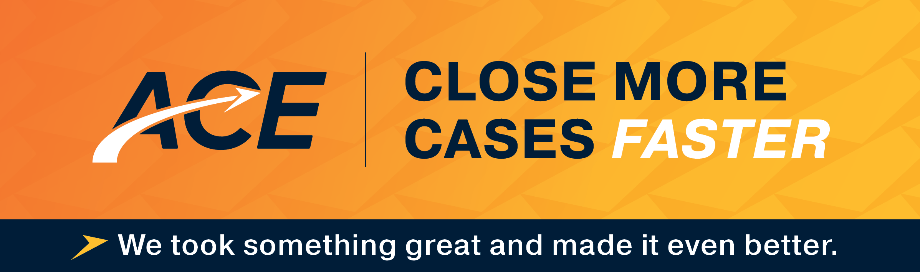 ACE
CLOSE MORE
CASES FASTER
We took something great and made it even better.